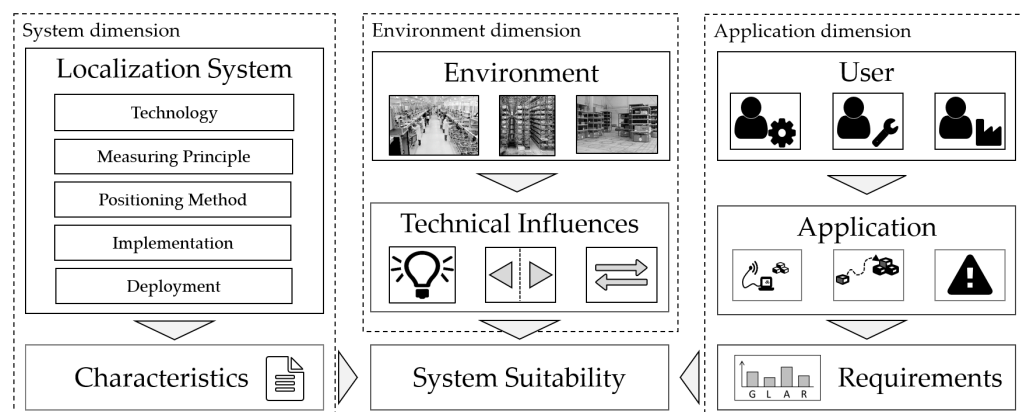 System dimension
Localization System
Technology
Measuring Principle
Positioning Method
Implementation
Deployment
Characteristics
Environment dimension
Environment
Technical Influences
System Suitability
Application dimension
User
Application
G L A R
Requirements